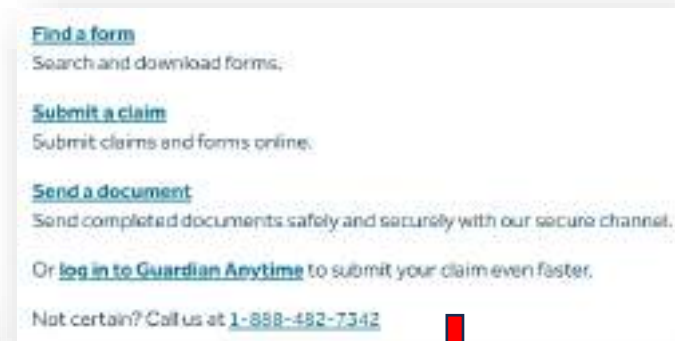 Find a form
Search and download forms.
Submit a claim
Submit claims and forms online.
Send a document
Send completed documents safely and securely with our secure channel.
Or log in to Guardian Anytime to submit your claim even faster.
Not certain? Call us at 1-888-482-7342